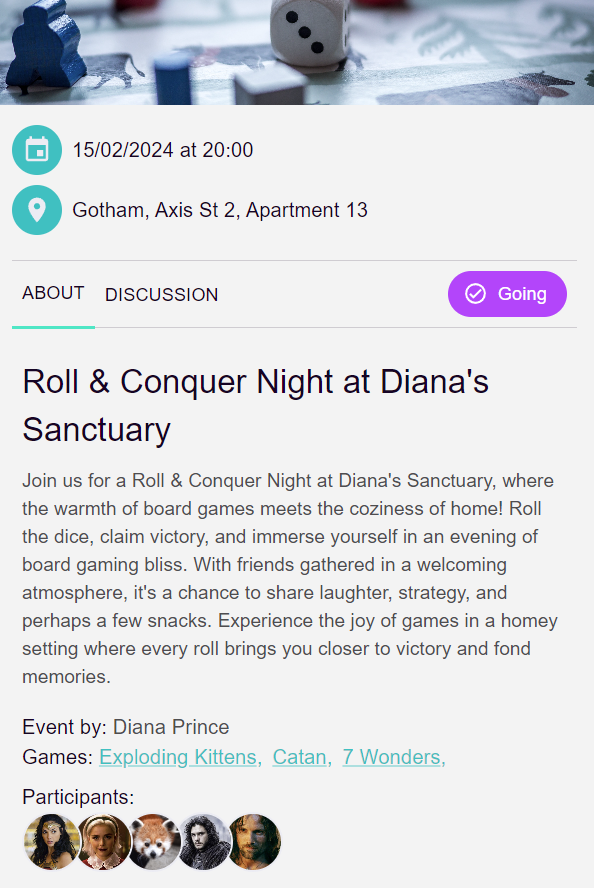 15/02/2024 at 20:00
Gotham, Axis St 2, Apartment 13
ABOUT
DISCUSSION
Going
Roll & Conquer Night at Diana's
Sanctuary
Join us for a Roll & Conquer Night at Diana's Sanctuary, where
the warmth of board games meets the coziness of home! Roll
the dice, claim victory, and immerse yourself in an evening of
board gaming bliss. With friends gathered in a welcoming
atmosphere, it's a chance to share laughter, strategy, and
perhaps a few snacks. Experience the joy of games in a homey
setting where every roll brings you closer to victory and fond
memories.
Event by: Diana Prince
Games: Exploding Kittens, Catan, 7 Wonders,
Participants: